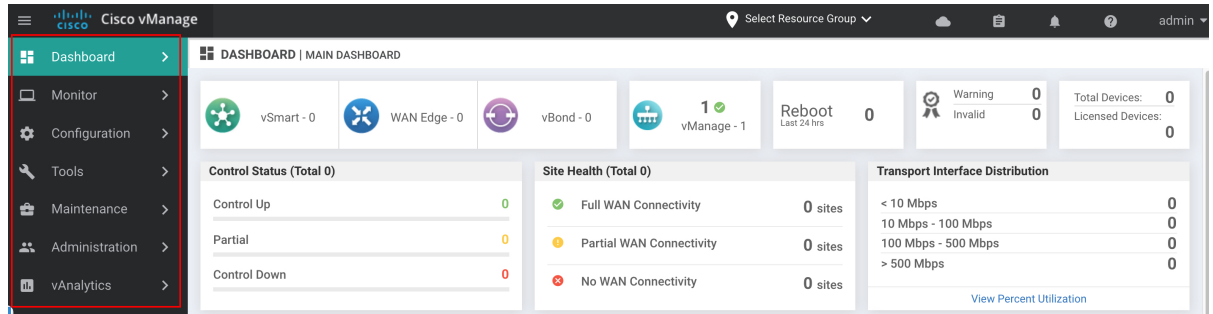 cisco Cisco vManage
Select Resource Group
admin
Dashboard
Monitor
Configuration
Tools
Maintenance
Administration
vAnalytics
DASHBOARD | MAIN DASHBOARD
vSmart - 0
WAN Edge - 0
vBond - 0
1
vManage - 1
Reboot 0
Last 24 hrs
Warning 0
Invalid 0
Total Devices: 0
Licensed Devices:
0
Control Status (Total 0)
Control Up 0
Partial 0
Control Down 0
Site Health (Total 0)
Full WAN Connectivity 0 sites
Partial WAN Connectivity 0 sites
No WAN Connectivity 0 sites
Transport Interface Distribution
< 10 Mbps 0
10 Mbps - 100 Mbps 0
100 Mbps - 500 Mbps 0
> 500 Mbps 0
View Percent Utilization